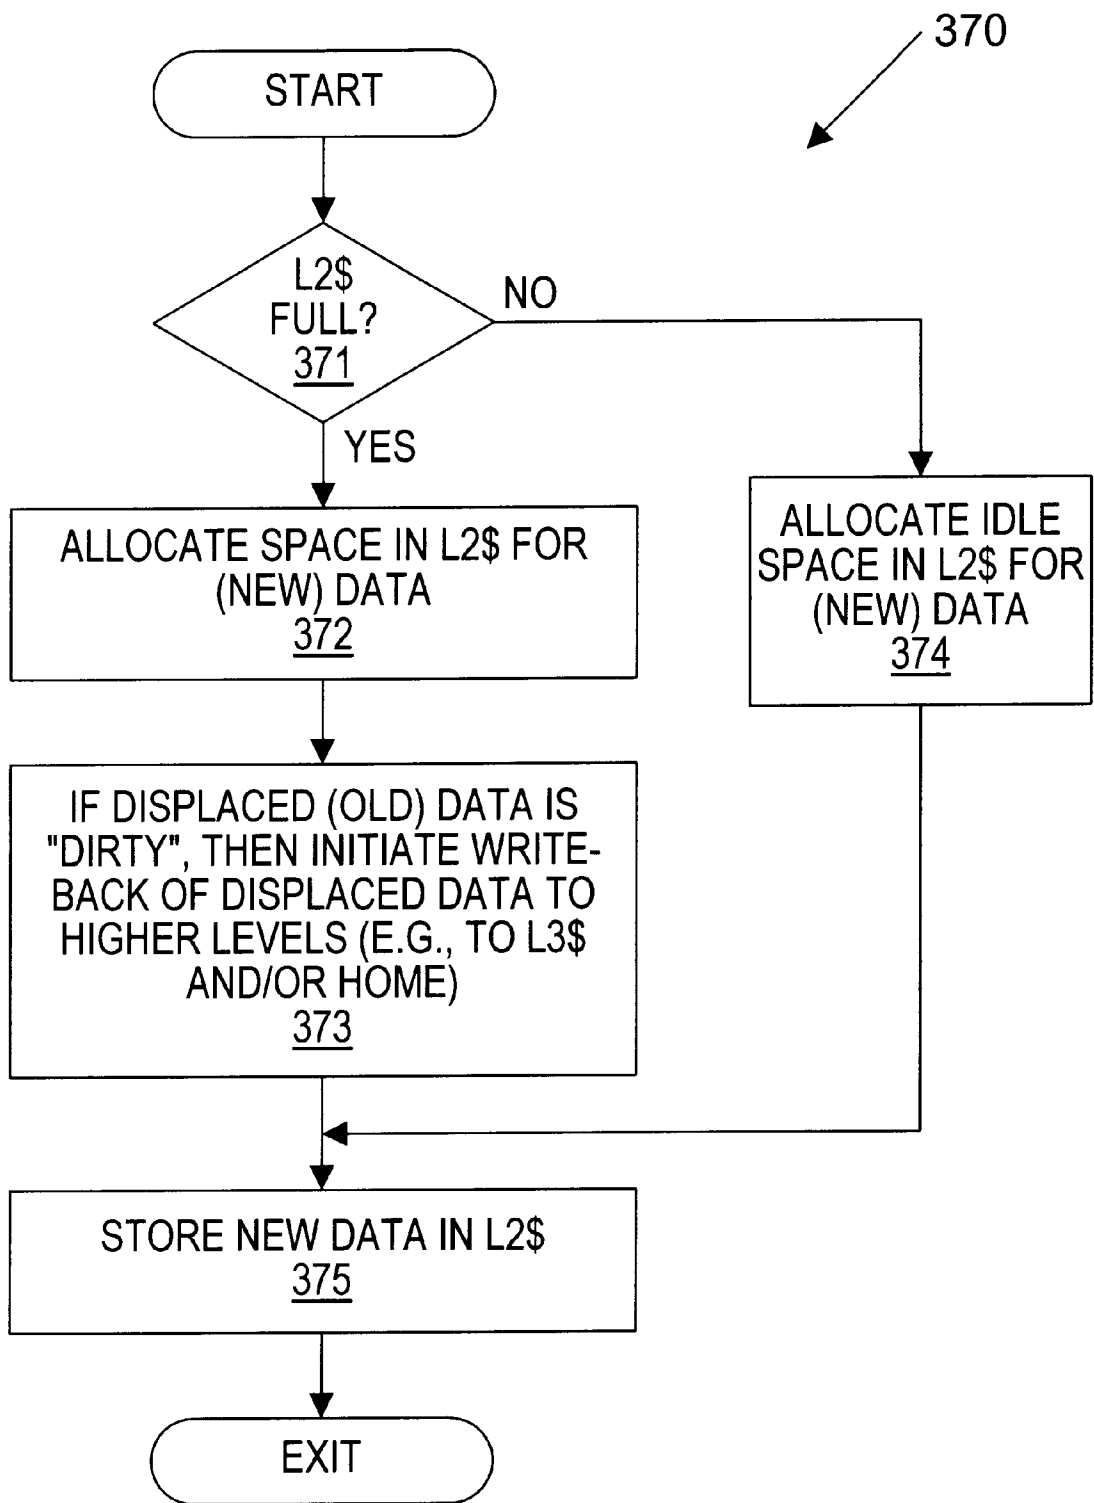 370
START
L2$
FULL?
371
NO
YES
ALLOCATE SPACE IN L2$ FOR
(NEW) DATA
372
ALLOCATE IDLE
SPACE IN L2$ FOR
(NEW) DATA
374
IF DISPLACED (OLD) DATA IS
"DIRTY", THEN INITIATE WRITE-
BACK OF DISPLACED DATA TO
HIGHER LEVELS (E.G., TO L3$
AND/OR HOME)
373
STORE NEW DATA IN L2$
375
EXIT